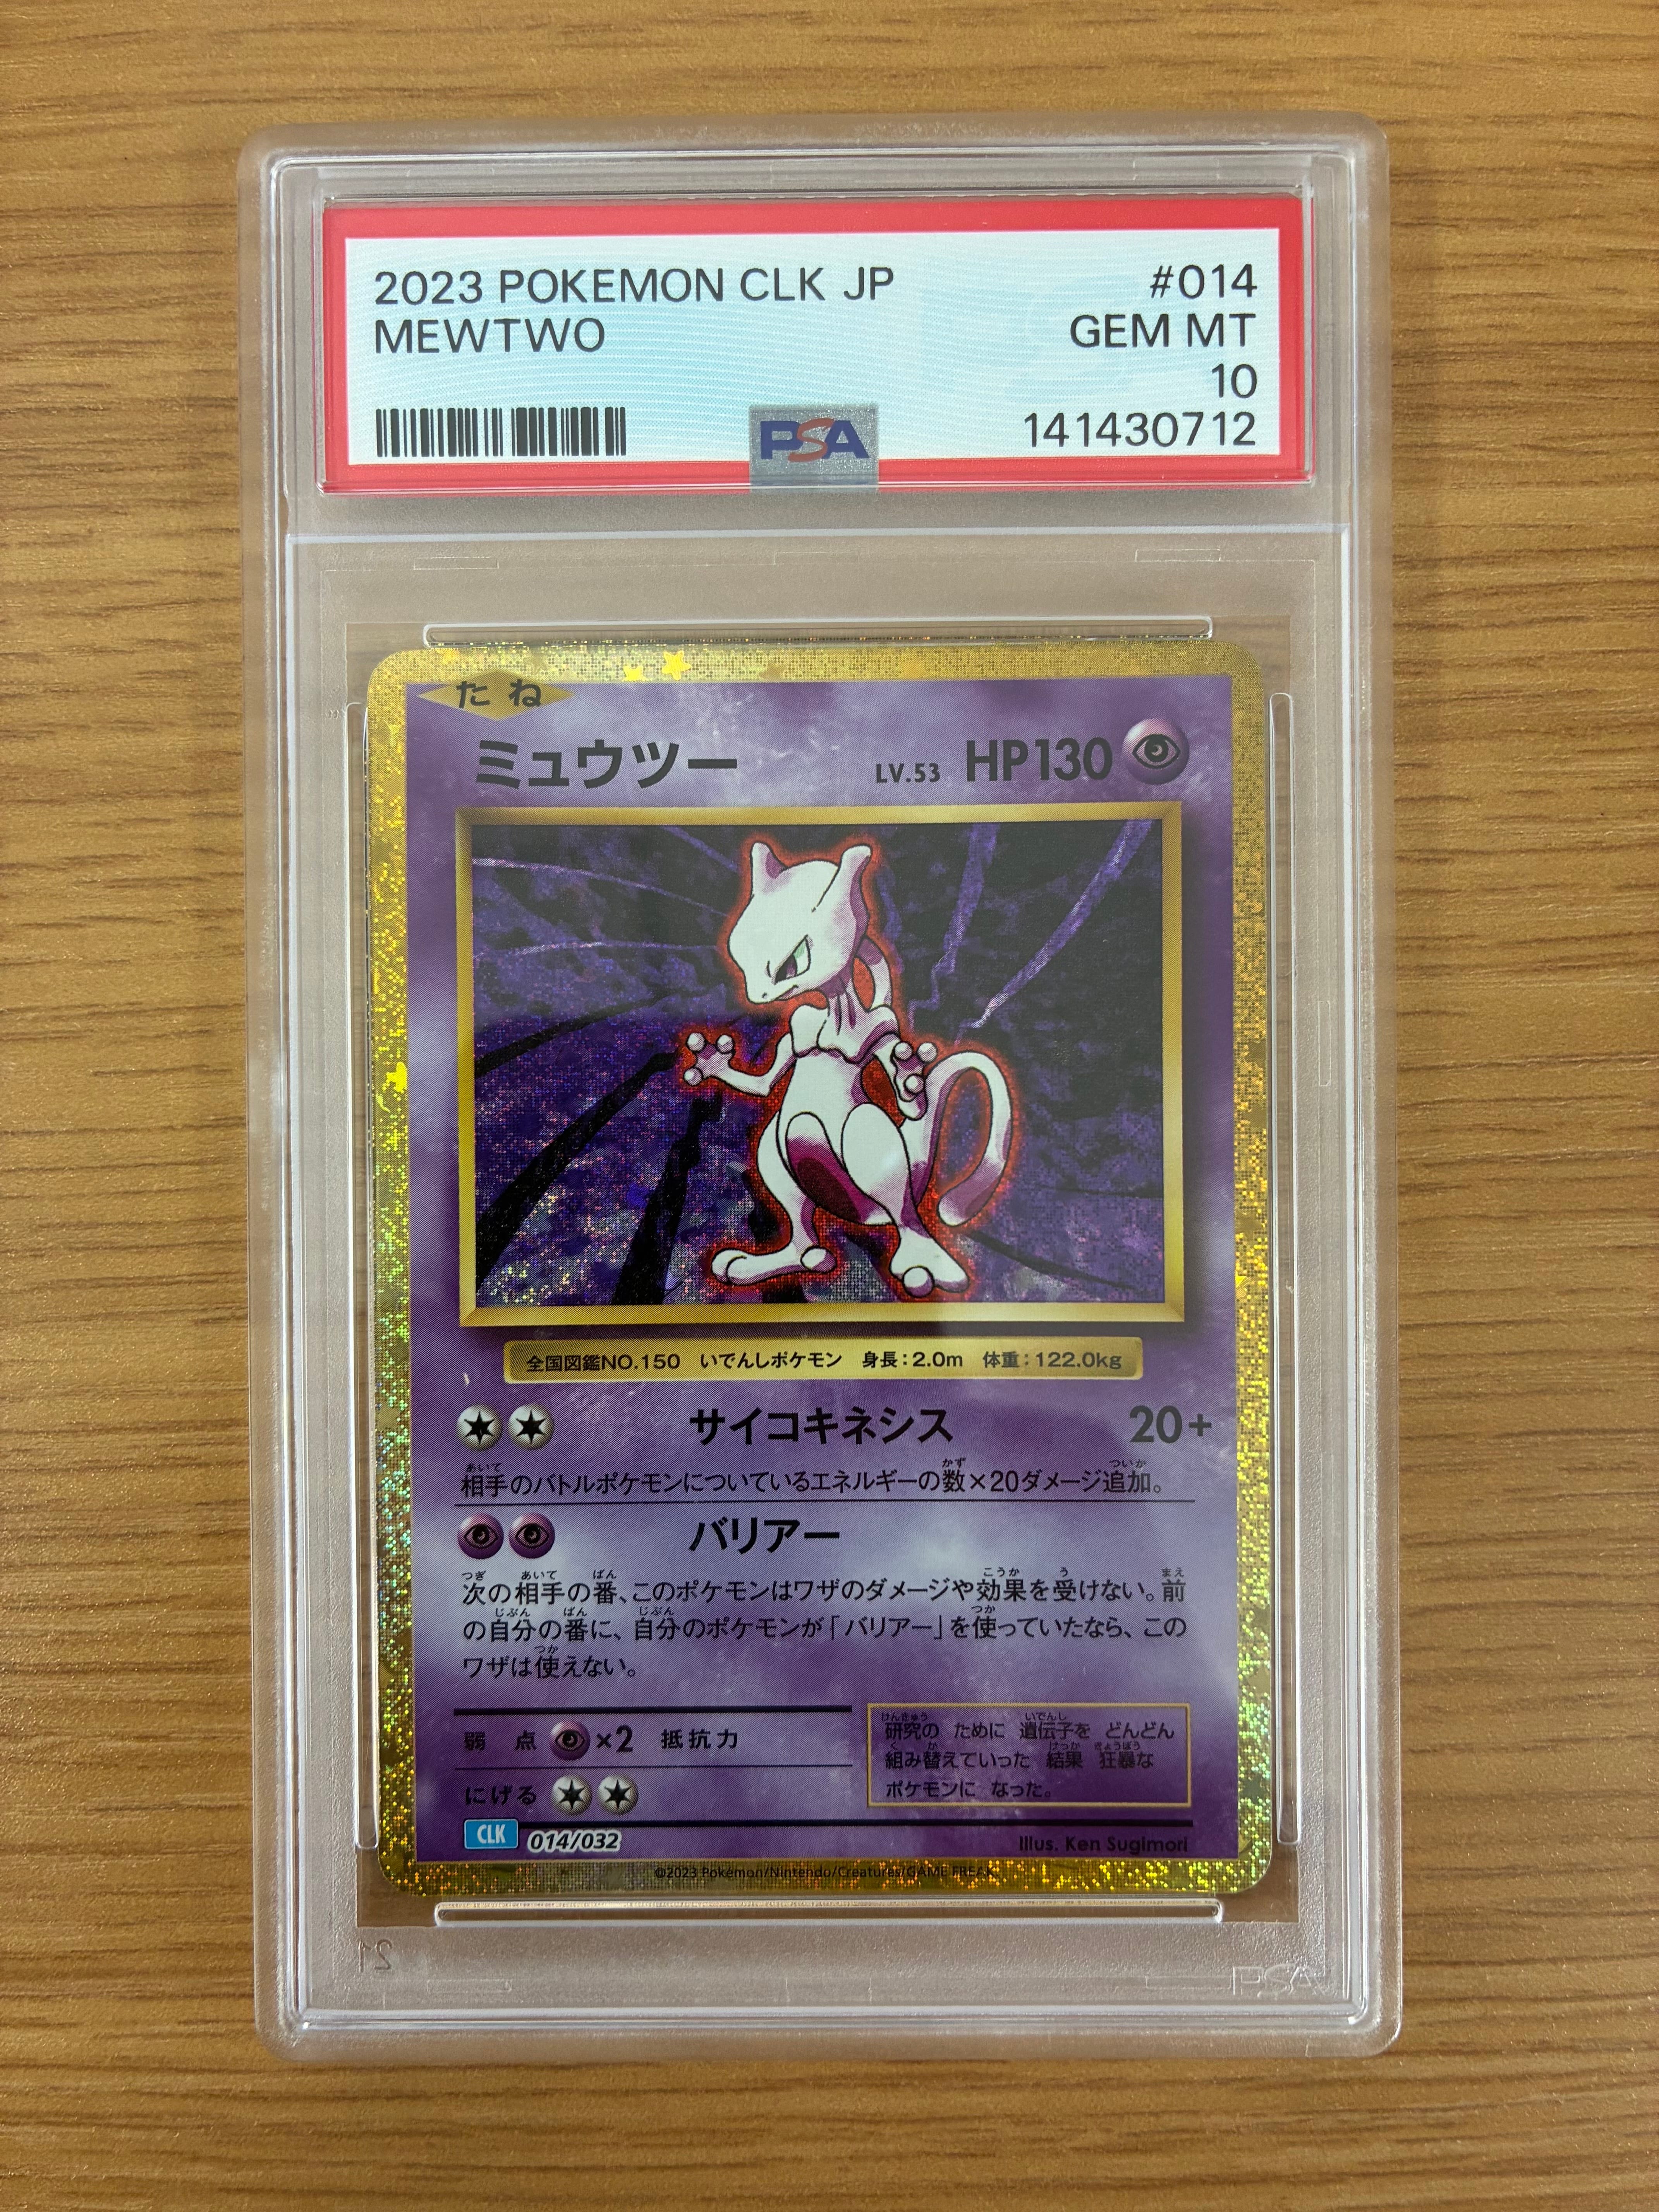 2023 POKEMON CLK JP #014
MEWTWO GEM MT
10
PSA 141430712
たね
ミュウツー LV.53 HP130
全国図鑑NO.150 いでんしポケモン 身長:2.0m 体重:122.0kg
サイコキネシス 20+
相手のバトルポケモンについているエネルギーの数×20ダメージ追加。
バリアー
次の相手の番、このポケモンはワザのダメージや効果を受けない。前
の自分の番に、自分のポケモンが「バリアー」を使っていたなら、この
ワザは使えない。
弱点 ×2 抵抗力
にげる
研究の ために 遺伝子を どんどん
組み替えていった 結果 狂暴な
ポケモンに なった。
CLK 014/032
Illus. Ken Sugimori
©2023 Pokémon/Nintendo/Creatures/GAME FREAK
21
PSA